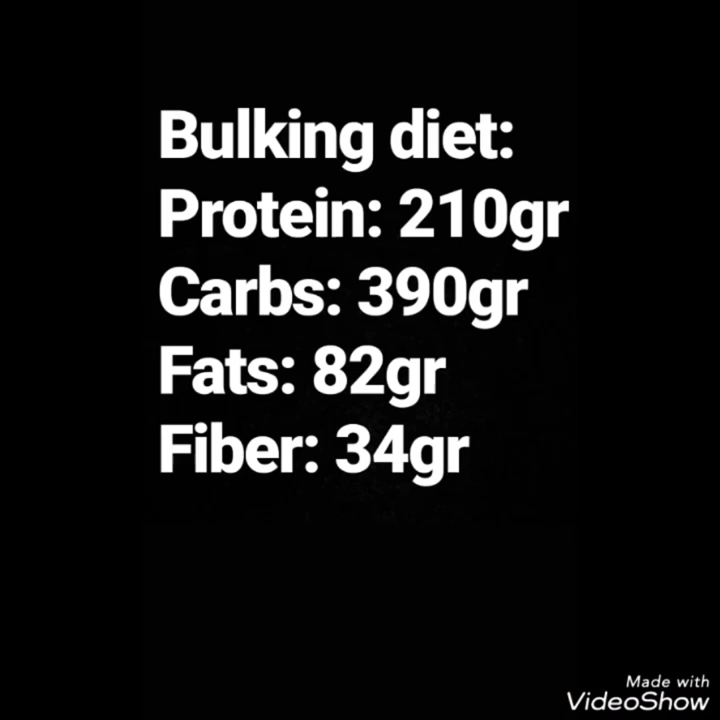 Bulking diet:
Protein: 210gr
Carbs: 390gr
Fats: 82gr
Fiber: 34gr
Made with
VideoShow